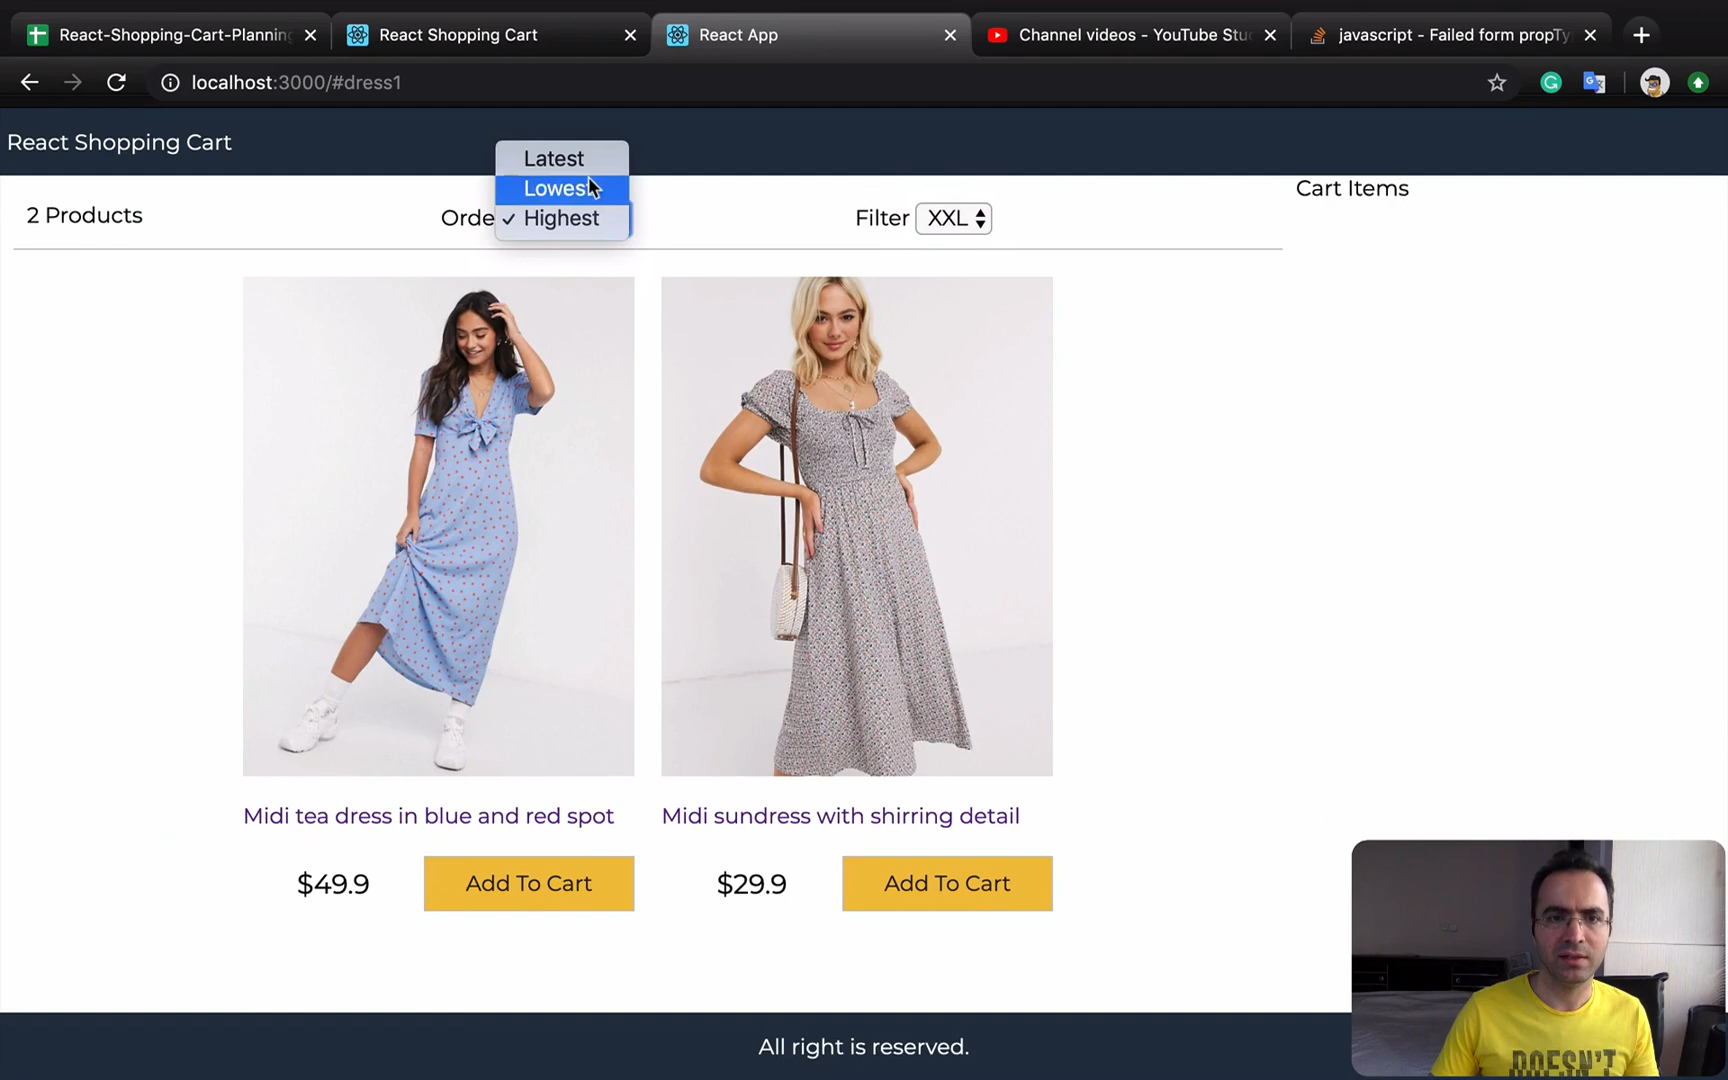 React-Shopping-Cart-Planning
React Shopping Cart
React App
Channel videos - YouTube Stu
javascript - Failed form propTy
localhost:3000/#dress1
React Shopping Cart
Latest
Lowest
Highest
2 Products
Orde
Filter
XXL
Cart Items
Midi tea dress in blue and red spot
Midi sundress with shirring detail
$49.9
Add To Cart
$29.9
Add To Cart
All right is reserved.
DOESN'T